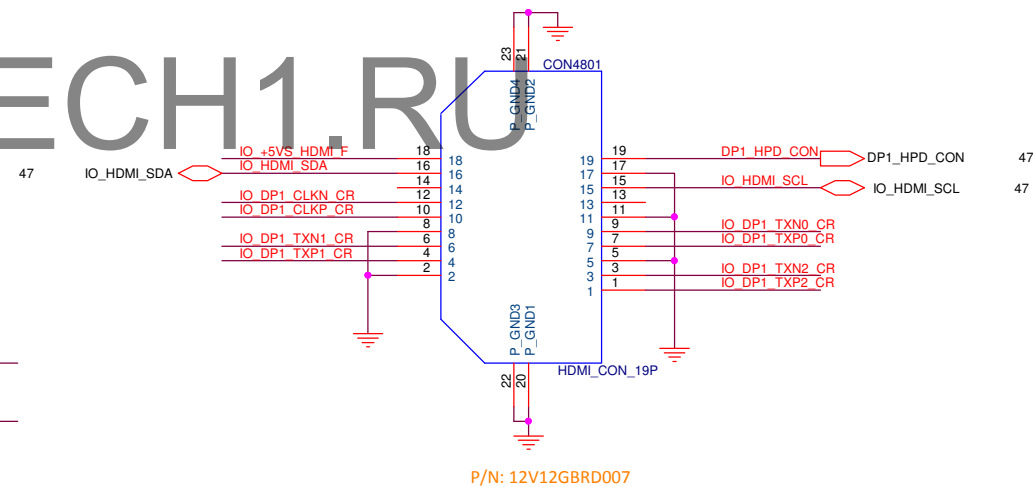 23
21
CON4801
P_GND4
P_GND2
ECH1.RU
IO_+5VS_HDMI_F 18 18 19 19 DP1_HPD_CON DP1_HPD_CON 47
47 IO_HDMI_SDA IO_HDMI_SDA 16 16 17 17
14 14 15 15 IO_HDMI_SCL IO_HDMI_SCL 47
IO_DP1_CLKN_CR 12 12 13 13
IO_DP1_CLKP_CR 10 10 11 11
8 8 9 9 IO_DP1_TXN0_CR
IO_DP1_TXN1_CR 6 6 7 7 IO_DP1_TXP0_CR
IO_DP1_TXP1_CR 4 4 5 5
2 2 3 3 IO_DP1_TXN2_CR
1 1 IO_DP1_TXP2_CR
P_GND3
P_GND1
HDMI_CON_19P
22
20
P/N: 12V12GBRD007